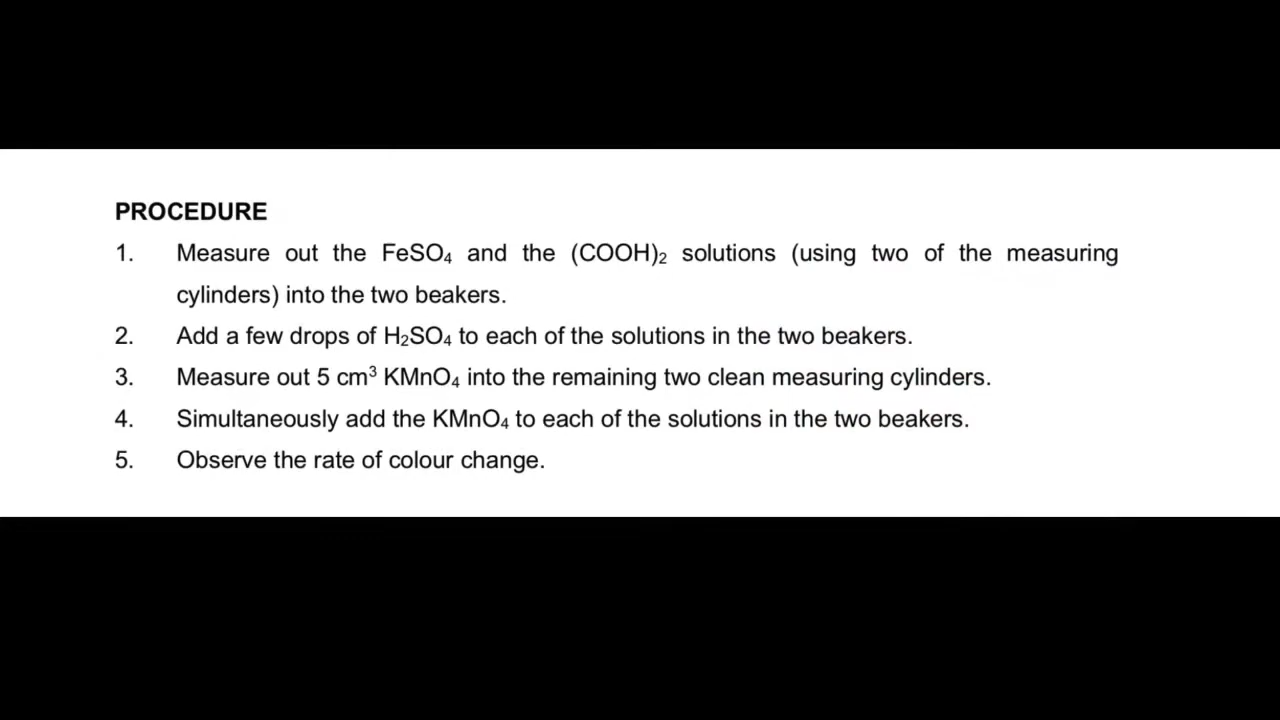 PROCEDURE
1. Measure out the FeSO₄ and the (COOH)₂ solutions (using two of the measuring
cylinders) into the two beakers.
2. Add a few drops of H₂SO₄ to each of the solutions in the two beakers.
3. Measure out 5 cm³ KMnO₄ into the remaining two clean measuring cylinders.
4. Simultaneously add the KMnO₄ to each of the solutions in the two beakers.
5. Observe the rate of colour change.